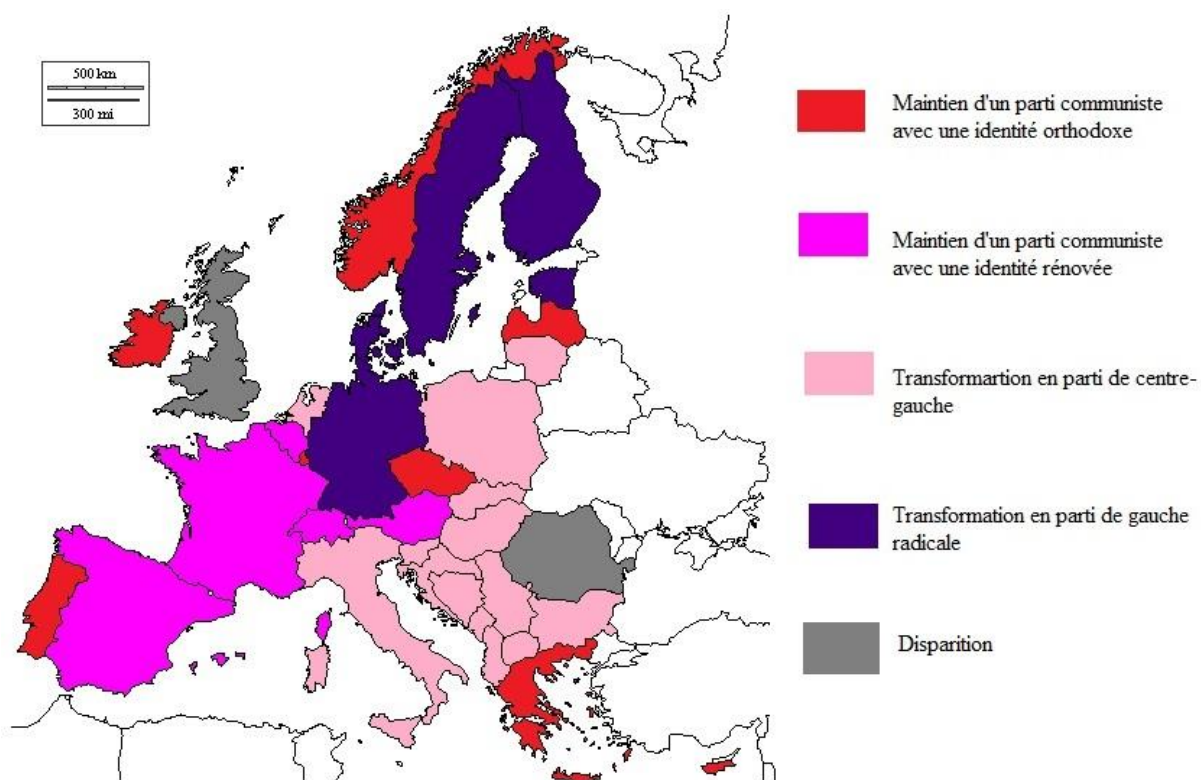 500 km
300 mi
Maintien d'un parti communiste
avec une identité orthodoxe
Maintien d'un parti communiste
avec une identité rénovée
Transformartion en parti de centre-
gauche
Transformation en parti de gauche
radicale
Disparition